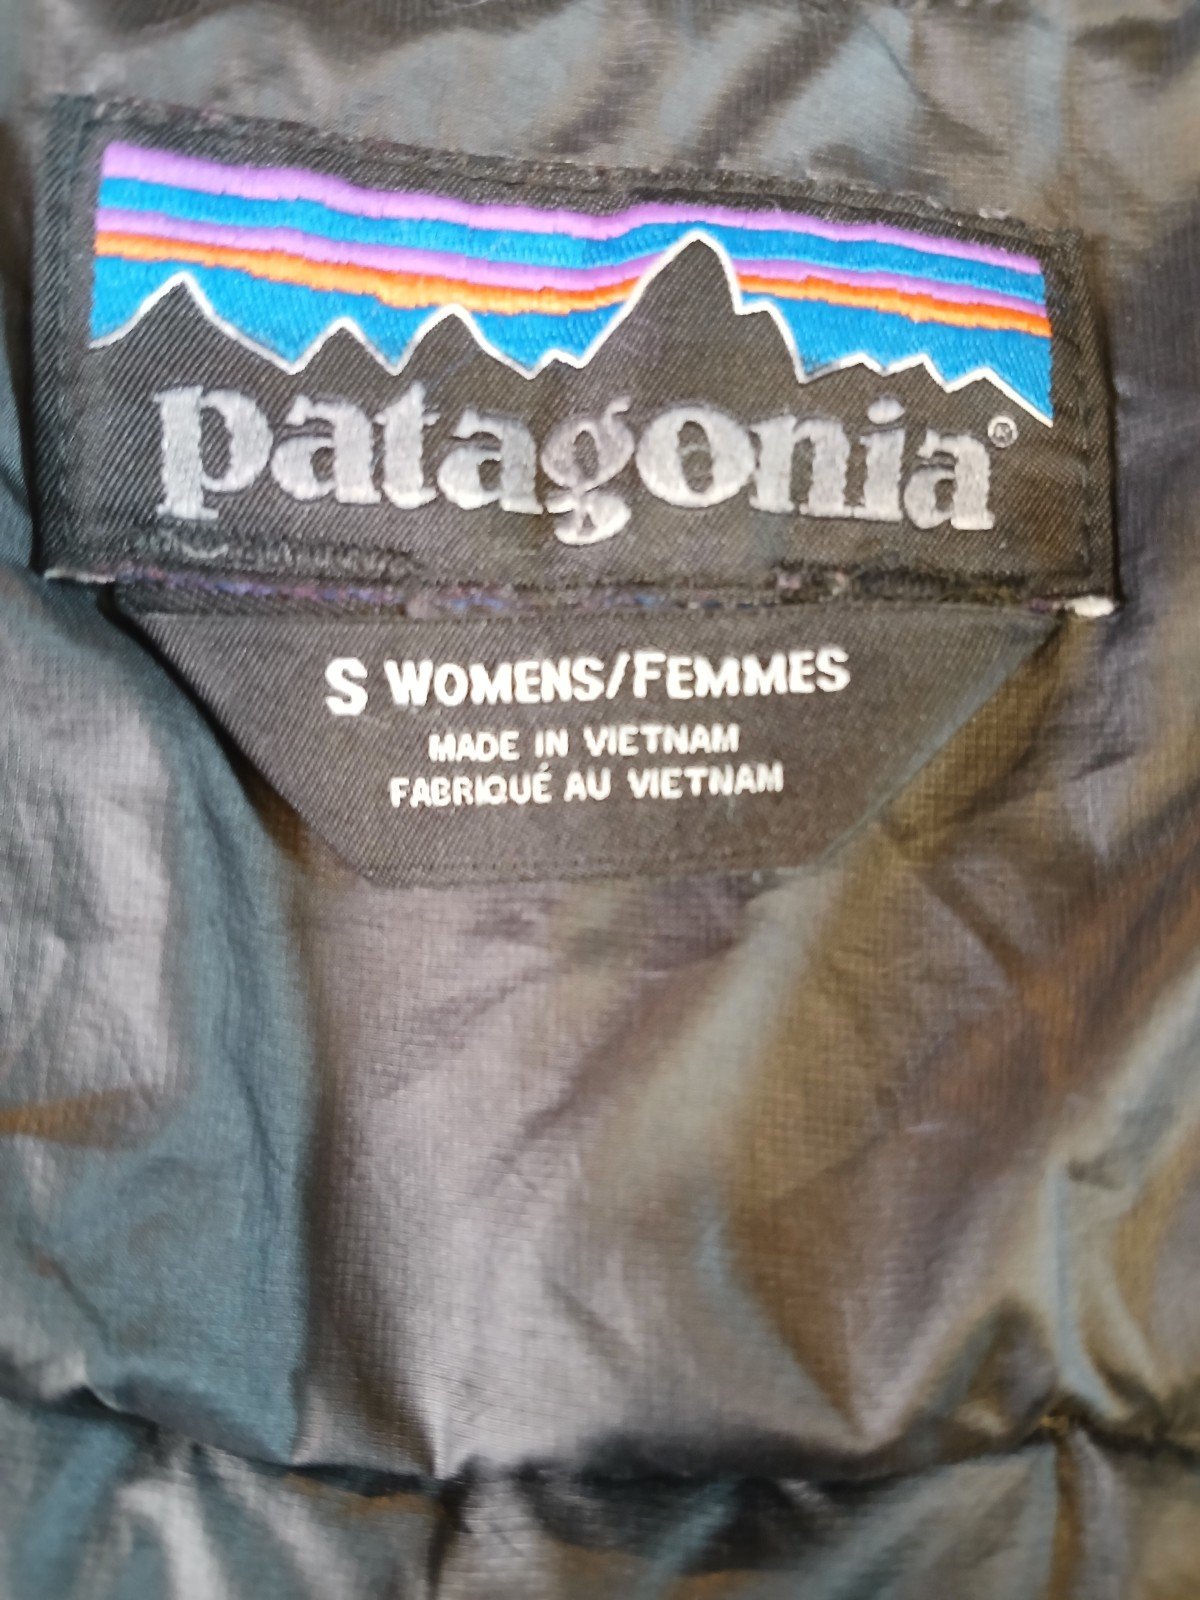 patagonia®
S WOMENS/FEMMES
MADE IN VIETNAM
FABRIQUÉ AU VIETNAM